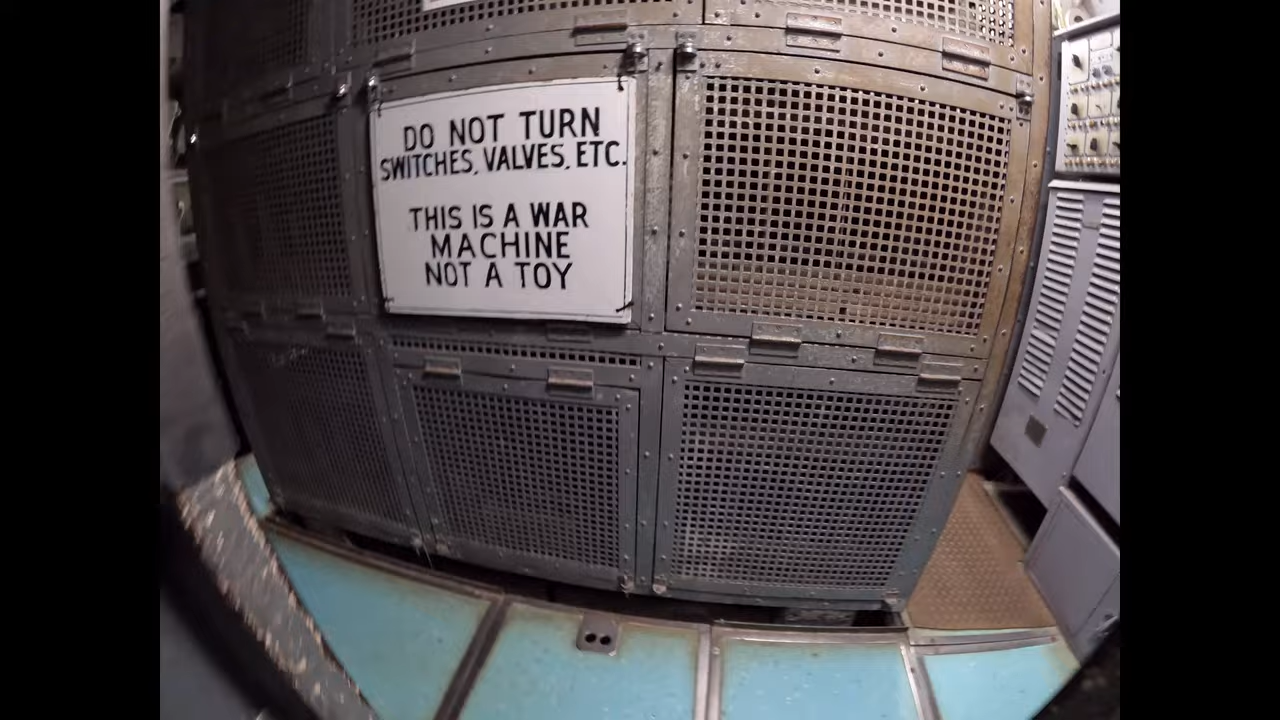 DO NOT TURN
SWITCHES, VALVES, ETC.
THIS IS A WAR
MACHINE
NOT A TOY